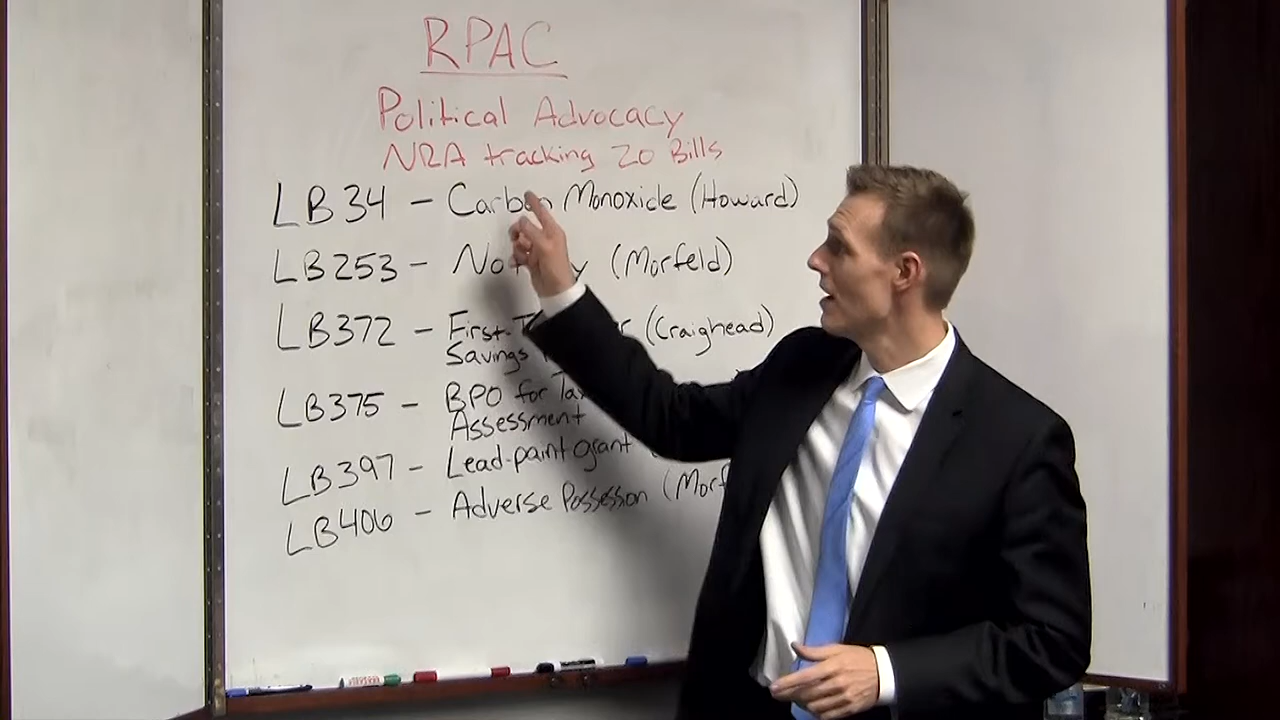 RPAC
Political Advocacy
NRA tracking 20 Bills
LB34 - Carbon Monoxide (Howard)
LB253 - (Morfeld)
LB372 - (Craighead)
Savings
LB375 - BPO for Tax
Assessment
LB397 - Lead-paint grant
LB406 - Adverse Possesson